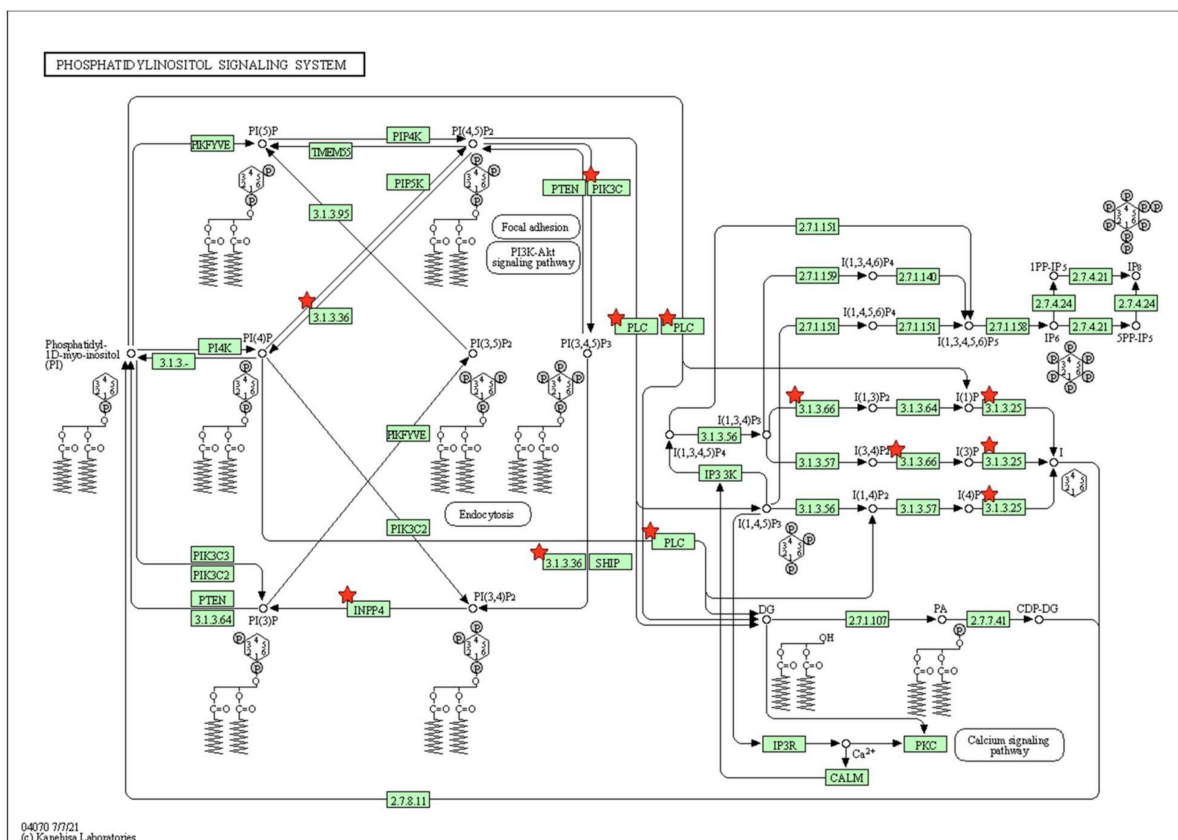 PHOSPHATIDYLINOSITOL SIGNALING SYSTEM
PIKFYVE
PI(5)P
PIP4K
TMEM55
PI(4,5)P2
PIP5K
3.1.3.95
PTEN
PIK3C
Focal adhesion
PI3K-Akt
signaling pathway
3.1.3.36
Phosphatidyl-
1D-myo-inositol
(PI)
PI4K
3.1.3.-
PI(4)P
PI(3,5)P2
PI(3,4,5)P3
PLC
PLC
PIKFYVE
Endocytosis
PIK3C2
PLC
3.1.3.36
SHIP
PIK3C3
PIK3C2
PTEN
3.1.3.64
PI(3)P
INPP4
PI(3,4)P2
2.7.1.151
2.7.1.159
I(1,3,4,6)P4
2.7.1.140
2.7.1.151
I(1,4,5,6)P4
2.7.1.151
I(1,3,4,5,6)P5
2.7.1.158
1PP-IP5
2.7.4.21
IP8
2.7.4.24
2.7.4.24
IP6
2.7.4.21
5PP-IP5
3.1.3.66
I(1,3)P2
3.1.3.64
I(1)P
3.1.3.25
I(1,3,4)P3
3.1.3.56
I(1,3,4,5)P4
3.1.3.57
I(3,4)P2
3.1.3.66
I(3)P
3.1.3.25
I
IP3 3K
3.1.3.56
I(1,4)P2
3.1.3.57
I(4)P
3.1.3.25
I(1,4,5)P3
DG
2.7.1.107
PA
2.7.7.41
CDP-DG
OH
IP3R
Ca2+
PKC
Calcium signaling
pathway
CALM
2.7.8.11
04070 7/7/21
(c) Kanehisa Laboratories